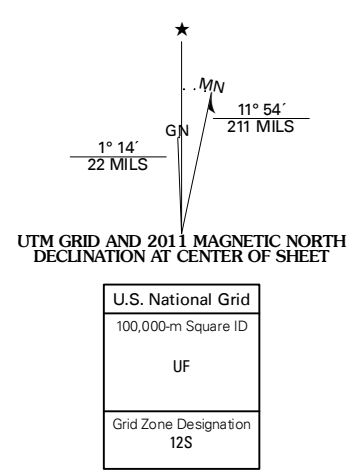 MN
11° 54´
211 MILS
GN
1° 14´
22 MILS
UTM GRID AND 2011 MAGNETIC NORTH
DECLINATION AT CENTER OF SHEET
U.S. National Grid
100,000-m Square ID
UF
Grid Zone Designation
12S